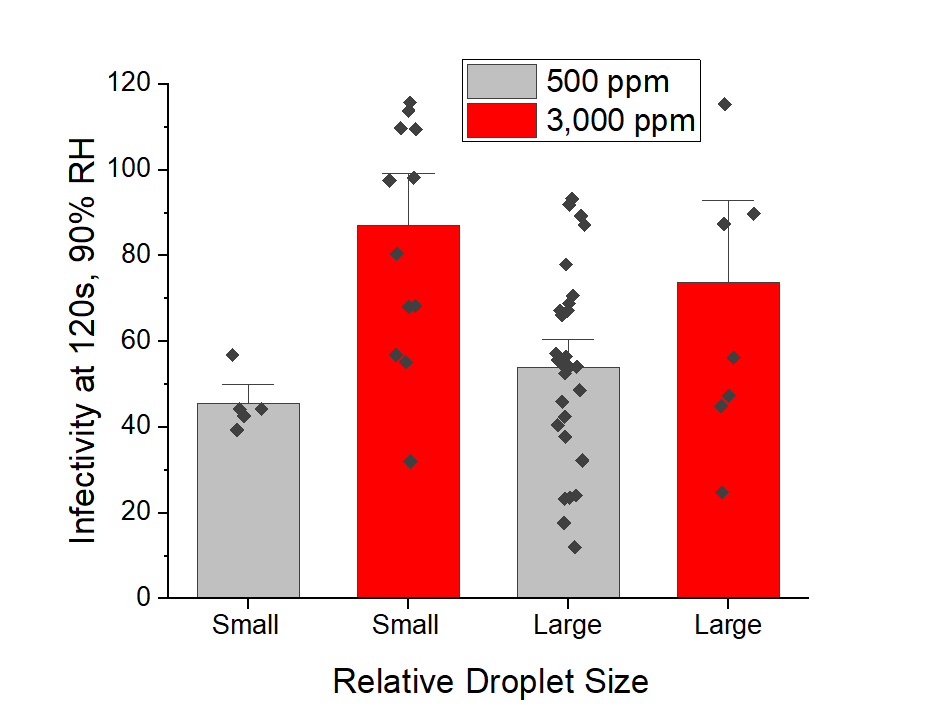 500 ppm
3,000 ppm
Infectivity at 120s, 90% RH
120
100
80
60
40
20
0
Small
Small
Large
Large
Relative Droplet Size